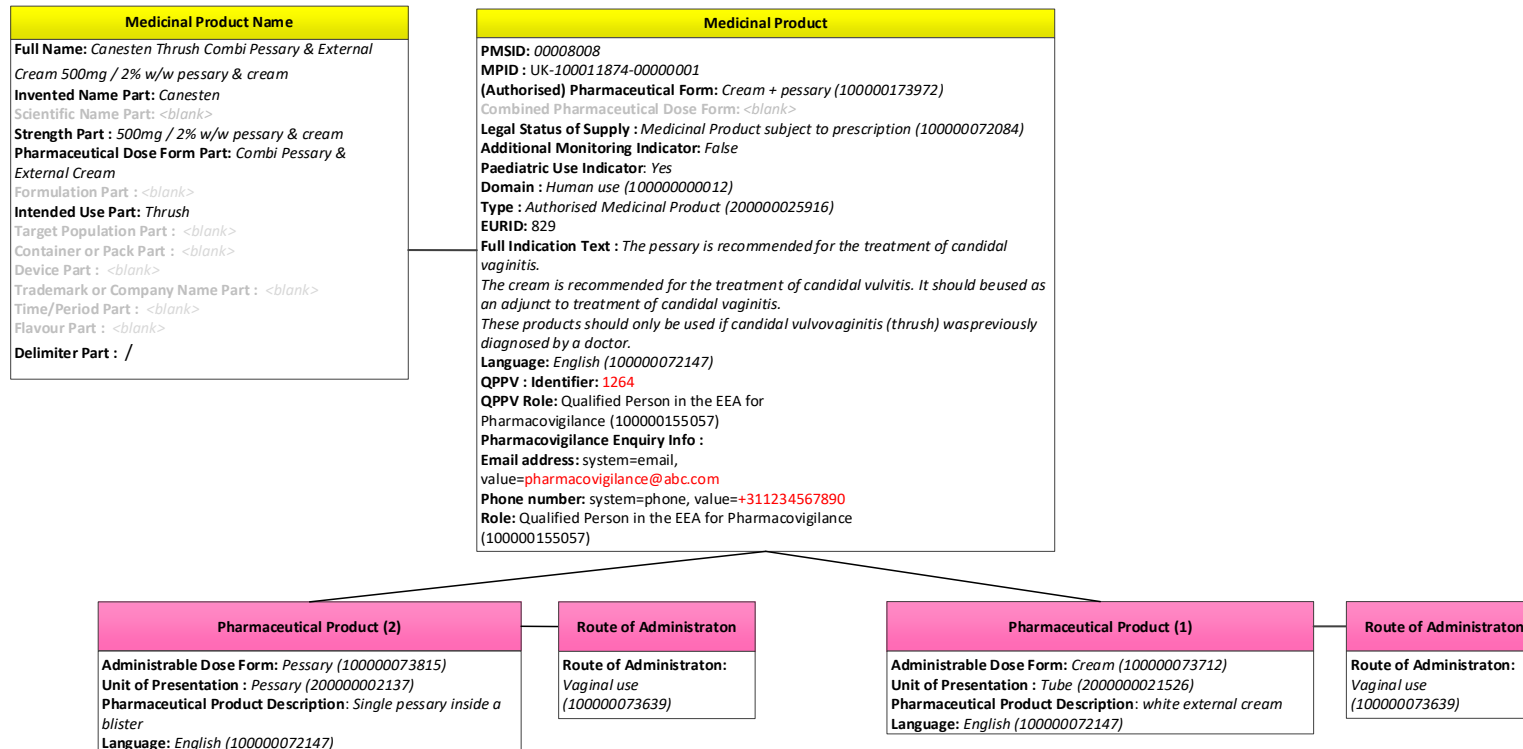 Medicinal Product Name
Full Name: Canesten Thrush Combi Pessary & External
Cream 500mg / 2% w/w pessary & cream
Invented Name Part: Canesten
Scientific Name Part: <blank>
Strength Part : 500mg / 2% w/w pessary & cream
Pharmaceutical Dose Form Part: Combi Pessary &
External Cream
Formulation Part : <blank>
Intended Use Part: Thrush
Target Population Part : <blank>
Container or Pack Part : <blank>
Device Part : <blank>
Trademark or Company Name Part : <blank>
Time/Period Part : <blank>
Flavour Part : <blank>
Delimiter Part : /
Medicinal Product
PMSID: 00008008
MPID : UK-100011874-00000001
(Authorised) Pharmaceutical Form: Cream + pessary (100000173972)
Combined Pharmaceutical Dose Form: <blank>
Legal Status of Supply : Medicinal Product subject to prescription (100000072084)
Additional Monitoring Indicator: False
Paediatric Use Indicator: Yes
Domain : Human use (100000000012)
Type : Authorised Medicinal Product (200000025916)
EURID: 829
Full Indication Text : The pessary is recommended for the treatment of candidal
vaginitis.
The cream is recommended for the treatment of candidal vulvitis. It should beused as
an adjunct to treatment of candidal vaginitis.
These products should only be used if candidal vulvovaginitis (thrush) waspreviously
diagnosed by a doctor.
Language: English (100000072147)
QPPV : Identifier: 1264
QPPV Role: Qualified Person in the EEA for
Pharmacovigilance (100000155057)
Pharmacovigilance Enquiry Info :
Email address: system=email,
value=pharmacovigilance@abc.com
Phone number: system=phone, value=+311234567890
Role: Qualified Person in the EEA for Pharmacovigilance
(100000155057)
Pharmaceutical Product (2)
Administrable Dose Form: Pessary (100000073815)
Unit of Presentation : Pessary (200000002137)
Pharmaceutical Product Description: Single pessary inside a
blister
Language: English (100000072147)
Route of Administraton
Route of Administraton:
Vaginal use
(100000073639)
Pharmaceutical Product (1)
Administrable Dose Form: Cream (100000073712)
Unit of Presentation : Tube (2000000021526)
Pharmaceutical Product Description: white external cream
Language: English (100000072147)
Route of Administraton
Route of Administraton:
Vaginal use
(100000073639)